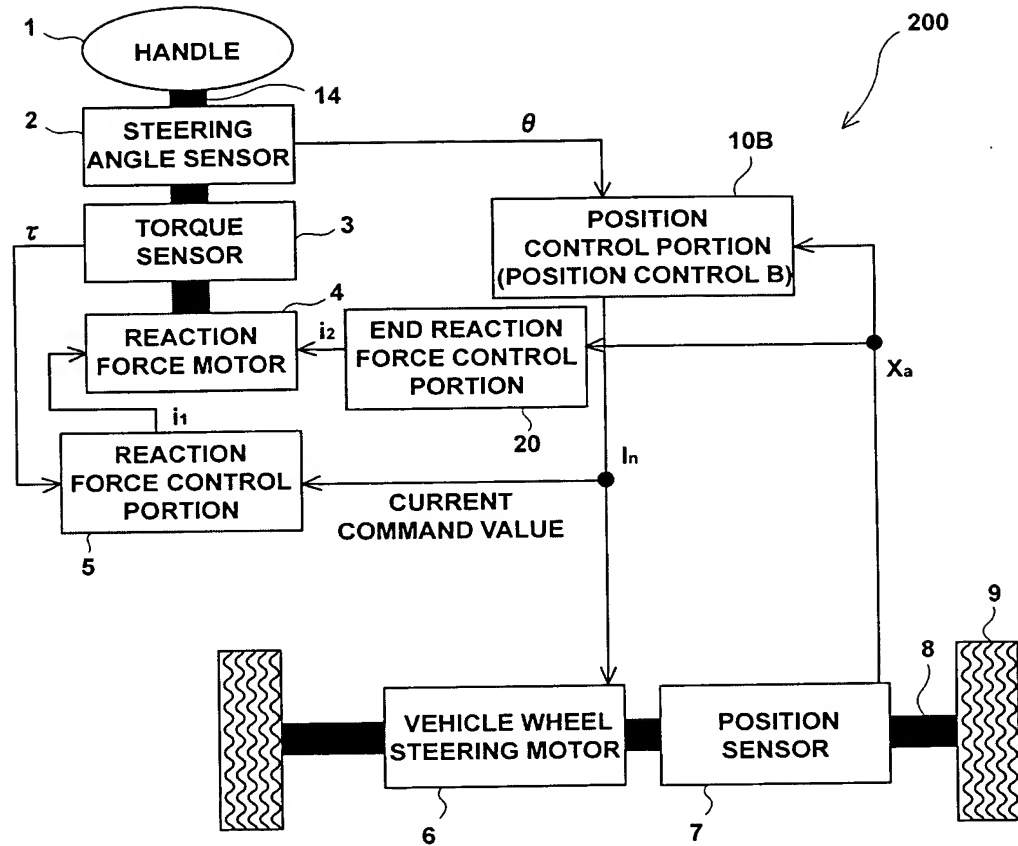 1
HANDLE
200
14
2
STEERING
ANGLE SENSOR
θ
10B
τ
TORQUE
SENSOR
3
POSITION
CONTROL PORTION
(POSITION CONTROL B)
4
REACTION
FORCE MOTOR
i2
END REACTION
FORCE CONTROL
PORTION
Xa
20
i1
In
REACTION
FORCE CONTROL
PORTION
CURRENT
COMMAND VALUE
5
9
8
VEHICLE WHEEL
STEERING MOTOR
POSITION
SENSOR
6
7